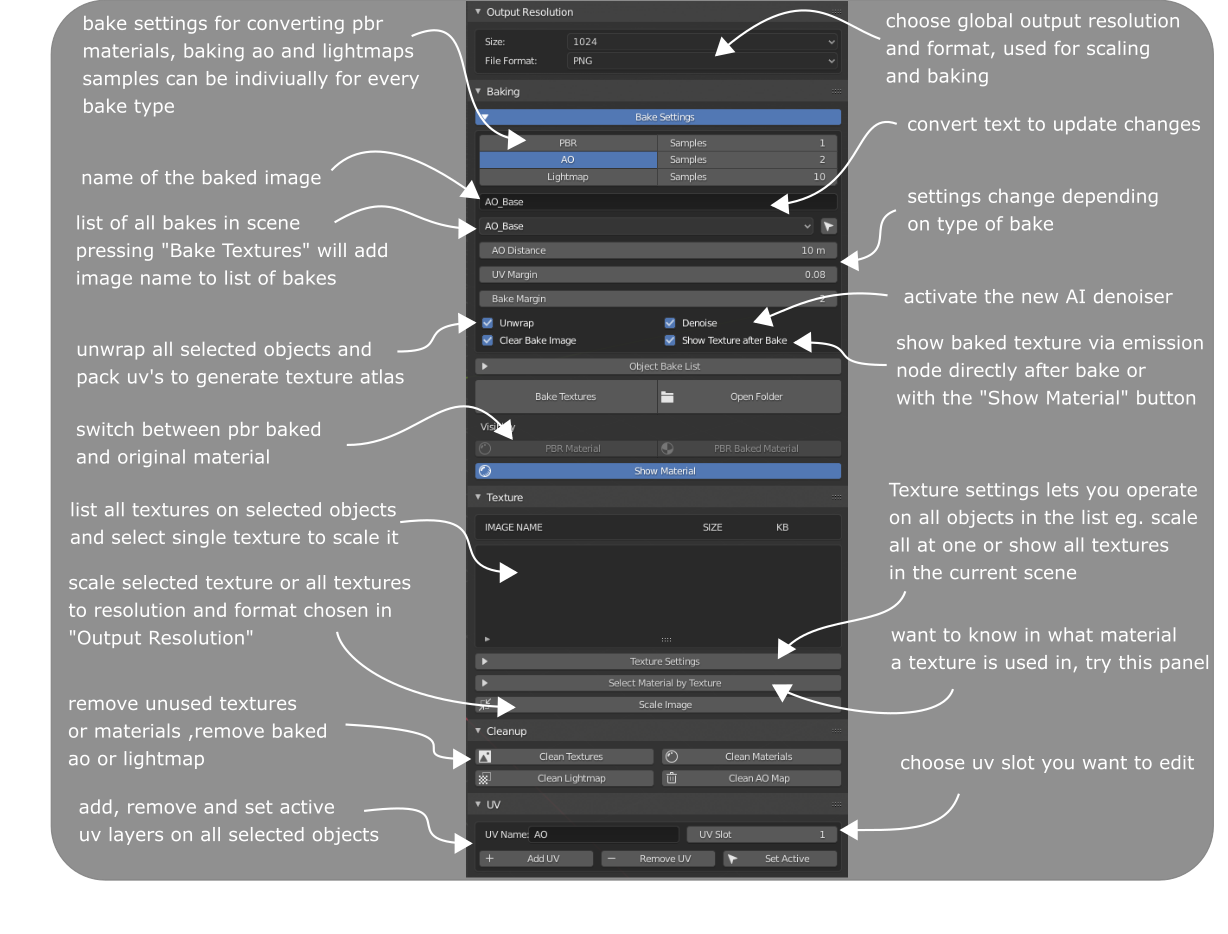 bake settings for converting pbr
materials, baking ao and lightmaps
samples can be indiviually for every
bake type
name of the baked image
list of all bakes in scene
pressing "Bake Textures" will add
image name to list of bakes
unwrap all selected objects and
pack uv's to generate texture atlas
switch between pbr baked
and original material
list all textures on selected objects
and select single texture to scale it
scale selected texture or all textures
to resolution and format chosen in
"Output Resolution"
remove unused textures
or materials ,remove baked
ao or lightmap
add, remove and set active
uv layers on all selected objects
Output Resolution
Size: 1024
File Format: PNG
Baking
Bake Settings
PBR Samples 1
AO Samples 2
Lightmap Samples 10
AO_Base
AO_Base
AO Distance 10 m
UV Margin 0.08
Bake Margin 2
Unwrap Denoise
Clear Bake Image Show Texture after Bake
Object Bake List
Bake Textures Open Folder
PBR Material PBR Baked Material
Show Material
Texture
IMAGE NAME SIZE KB
Texture Settings
Select Material by Texture
Scale Image
Cleanup
Clean Textures Clean Materials
Clean Lightmap Clean AO Map
UV
UV Name: AO UV Slot 1
Add UV Remove UV Set Active
choose global output resolution
and format, used for scaling
and baking
convert text to update changes
settings change depending
on type of bake
activate the new AI denoiser
show baked texture via emission
node directly after bake or
with the "Show Material" button
Texture settings lets you operate
on all objects in the list eg. scale
all at one or show all textures
in the current scene
want to know in what material
a texture is used in, try this panel
choose uv slot you want to edit